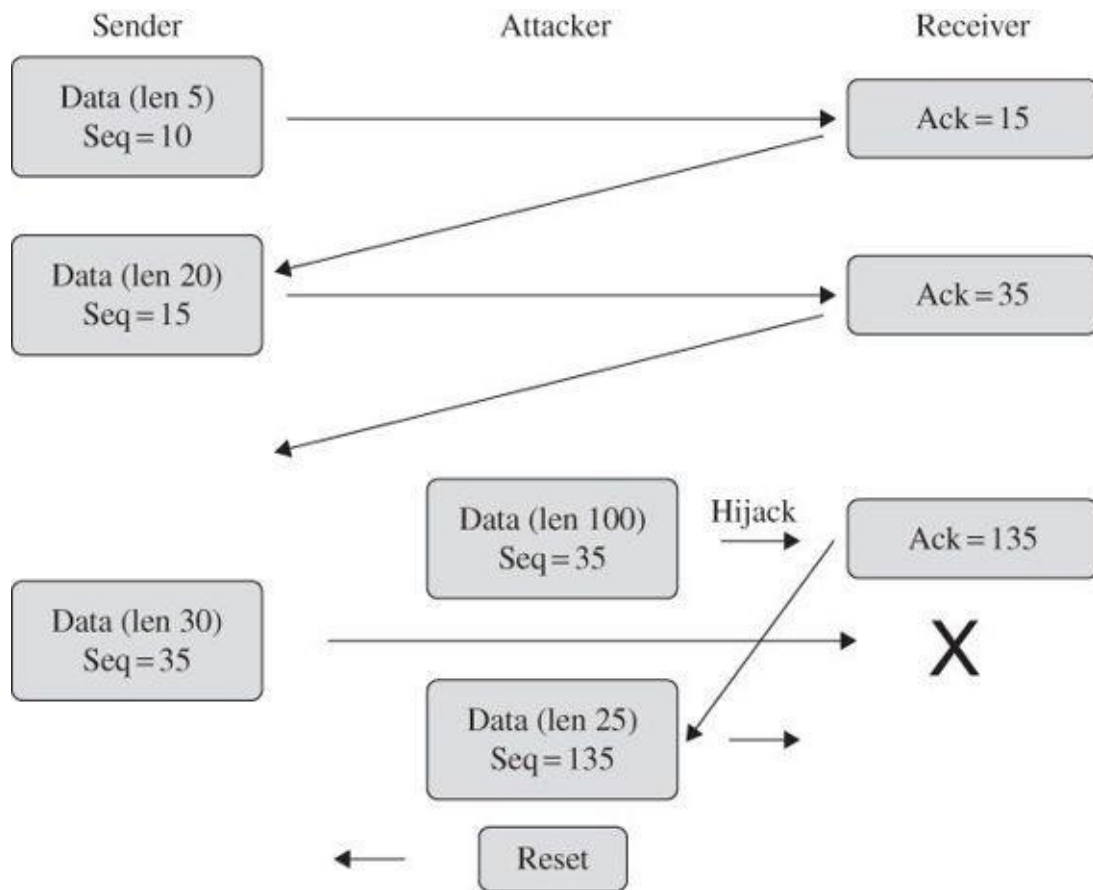 Sender
Attacker
Receiver
Data (len 5)
Seq = 10
Ack = 15
Data (len 20)
Seq = 15
Ack = 35
Data (len 100)
Seq = 35
Hijack
Ack = 135
Data (len 30)
Seq = 35
X
Data (len 25)
Seq = 135
Reset